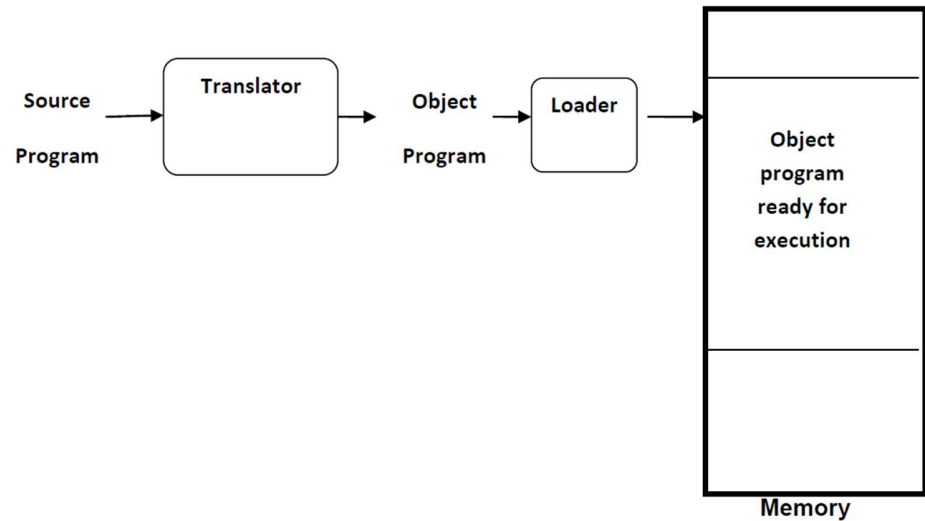 Source
Program
Translator
Object
Program
Loader
Object
program
ready for
execution
Memory